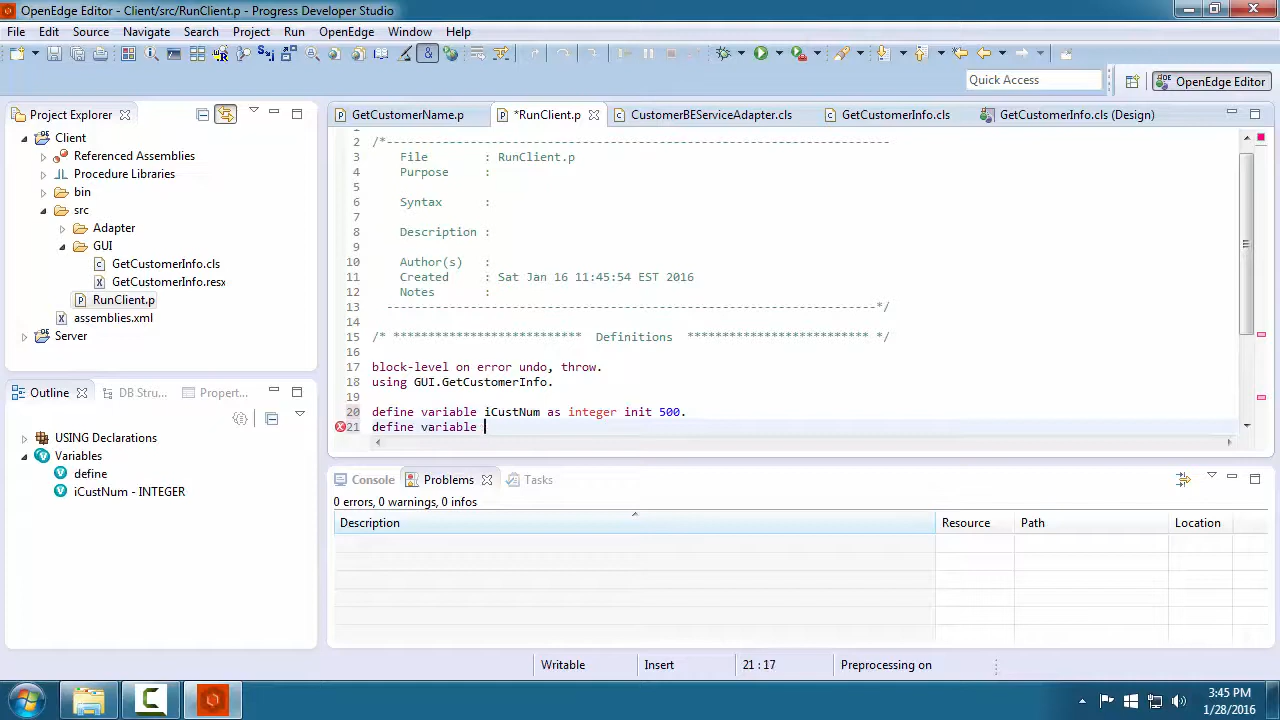 OpenEdge Editor - Client/src/RunClient.p - Progress Developer Studio
File Edit Source Navigate Search Project Run OpenEdge Window Help
Quick Access
OpenEdge Editor
Project Explorer
Client
Referenced Assemblies
Procedure Libraries
bin
src
Adapter
GUI
GetCustomerInfo.cls
GetCustomerInfo.resx
RunClient.p
assemblies.xml
Server
Outline
DB Stru...
Propert...
USING Declarations
Variables
define
iCustNum - INTEGER
GetCustomerName.p
*RunClient.p
CustomerBEServiceAdapter.cls
GetCustomerInfo.cls
GetCustomerInfo.cls (Design)
2 /*----------------------------------------------------------------------
3 File : RunClient.p
4 Purpose :
5
6 Syntax :
7
8 Description :
9
10 Author(s) :
11 Created : Sat Jan 16 11:45:54 EST 2016
12 Notes :
13 ----------------------------------------------------------------------*/
14
15 /* *************************** Definitions ************************** */
16
17 block-level on error undo, throw.
18 using GUI.GetCustomerInfo.
20 define variable iCustNum as integer init 500.
21 define variable
Console
Problems
Tasks
0 errors, 0 warnings, 0 infos
Description Resource Path Location
Writable Insert 21 : 17 Preprocessing on
3:45 PM
1/28/2016